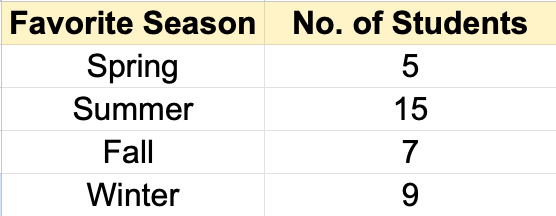 Favorite Season No. of Students
Spring 5
Summer 15
Fall 7
Winter 9